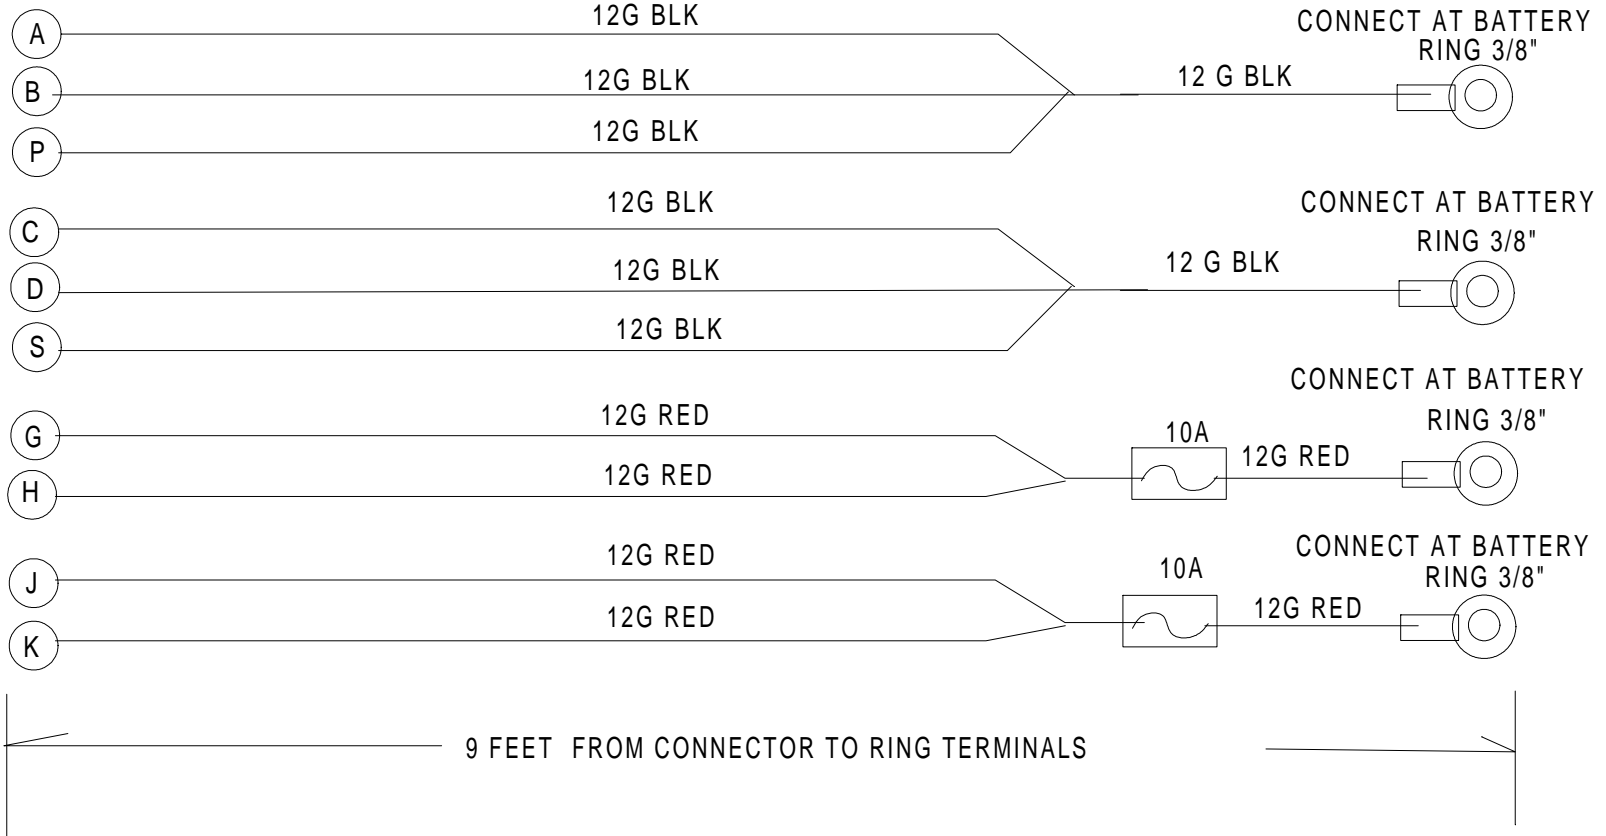 A
12G BLK
B
12G BLK
P
12G BLK
12 G BLK
CONNECT AT BATTERY
RING 3/8"
C
12G BLK
D
12G BLK
S
12G BLK
12 G BLK
CONNECT AT BATTERY
RING 3/8"
G
12G RED
H
12G RED
10A
12G RED
CONNECT AT BATTERY
RING 3/8"
J
12G RED
K
12G RED
10A
12G RED
CONNECT AT BATTERY
RING 3/8"
9 FEET FROM CONNECTOR TO RING TERMINALS